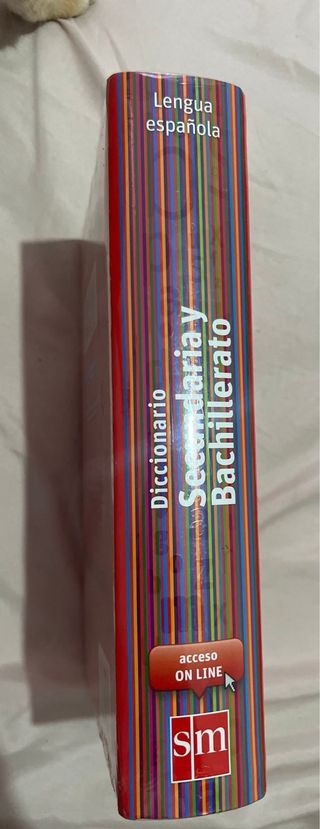 Lengua
española
Diccionario
Secundaria y
Bachillerato
acceso
ON LINE
sm